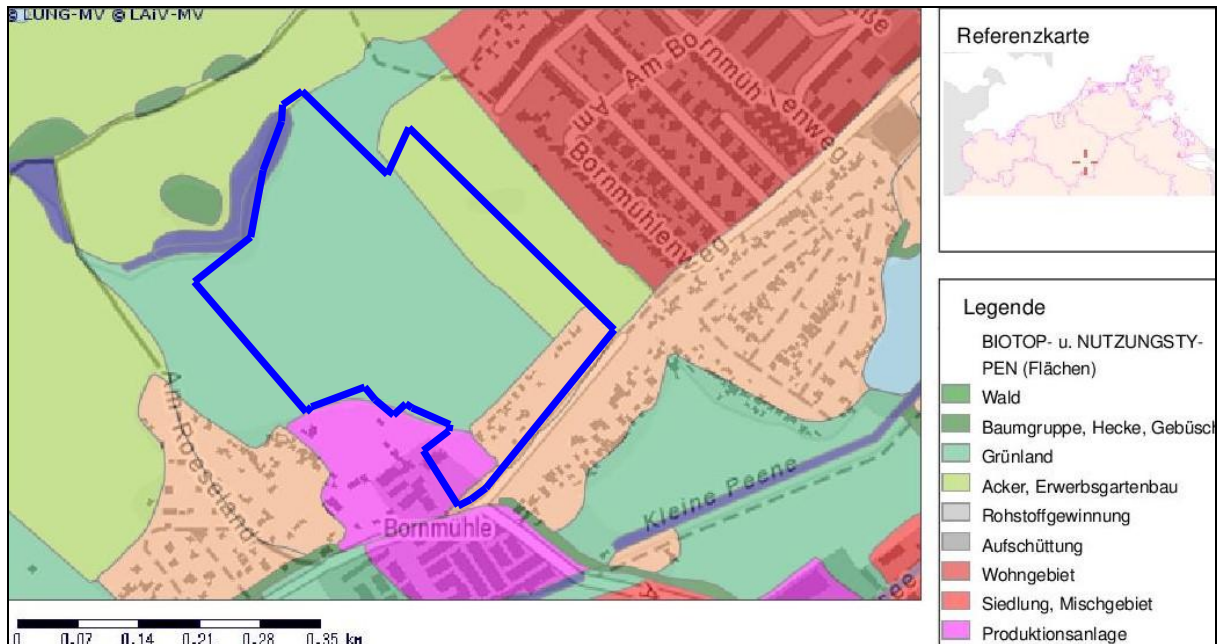 © LUNG-MV © LAiV-MV
Am Bornmühlenweg
Am Bornmühlenweg
Am Roeseland
Bornmühle
Kleine Peene
0 0.07 0.14 0.21 0.28 0.35 km
Referenzkarte
Legende
BIOTOP- u. NUTZUNGSTY-
PEN (Flächen)
Wald
Baumgruppe, Hecke, Gebüsch
Grünland
Acker, Erwerbsgartenbau
Rohstoffgewinnung
Aufschüttung
Wohngebiet
Siedlung, Mischgebiet
Produktionsanlage